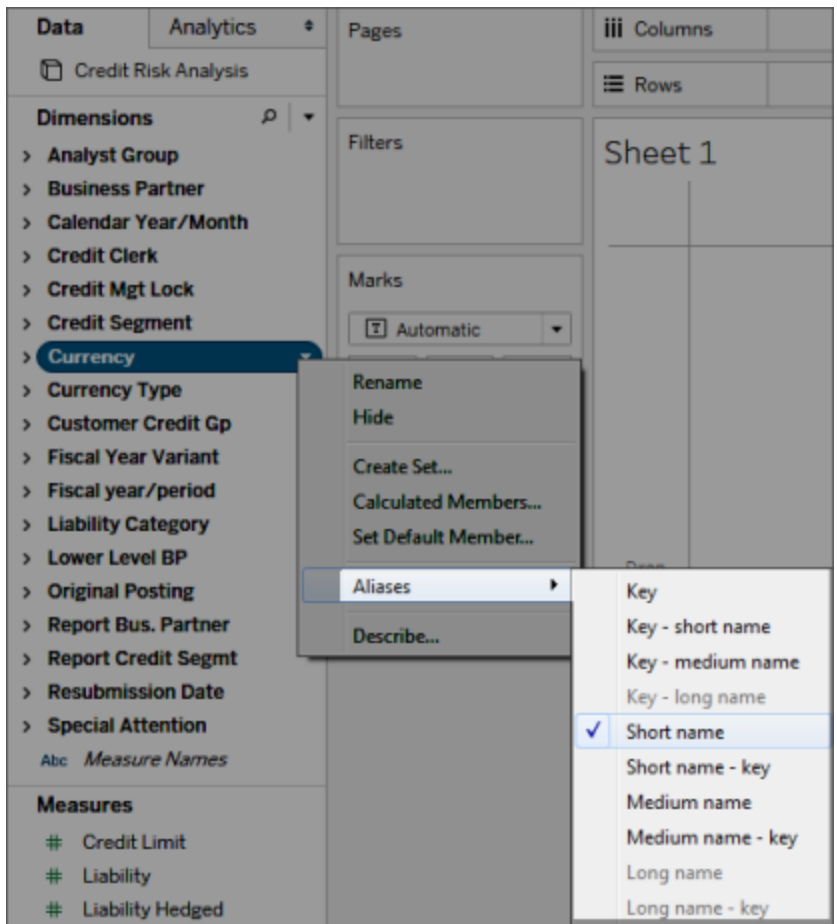 Data
Analytics
Credit Risk Analysis
Dimensions
Analyst Group
Business Partner
Calendar Year/Month
Credit Clerk
Credit Mgt Lock
Credit Segment
Currency
Currency Type
Customer Credit Gp
Fiscal Year Variant
Fiscal year/period
Liability Category
Lower Level BP
Original Posting
Report Bus. Partner
Report Credit Segmt
Resubmission Date
Special Attention
Abc Measure Names
Measures
# Credit Limit
# Liability
# Liability Hedged
Pages
Filters
Marks
Automatic
Columns
Rows
Sheet 1
Rename
Hide
Create Set...
Calculated Members...
Set Default Member...
Aliases
Describe...
Key
Key - short name
Key - medium name
Key - long name
Short name
Short name - key
Medium name
Medium name - key
Long name
Long name - key